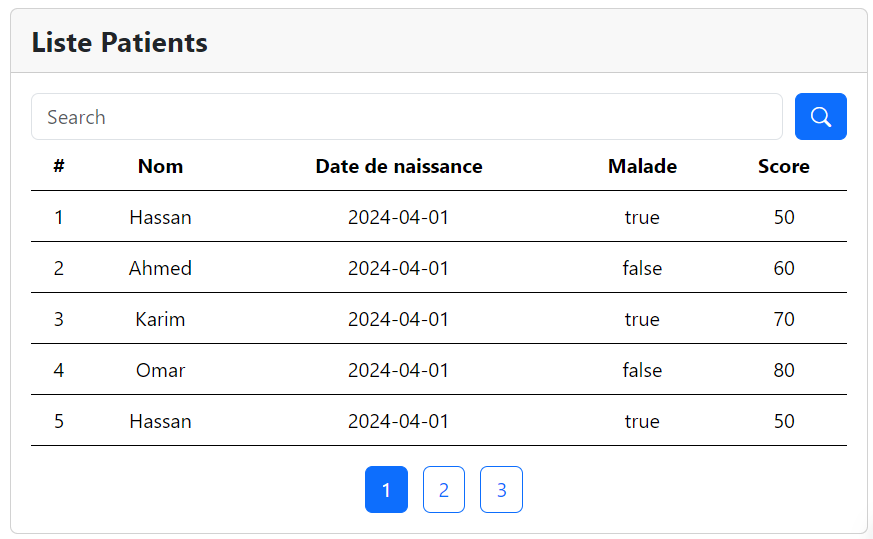 Liste Patients
Search
# Nom Date de naissance Malade Score
1 Hassan 2024-04-01 true 50
2 Ahmed 2024-04-01 false 60
3 Karim 2024-04-01 true 70
4 Omar 2024-04-01 false 80
5 Hassan 2024-04-01 true 50
1 2 3